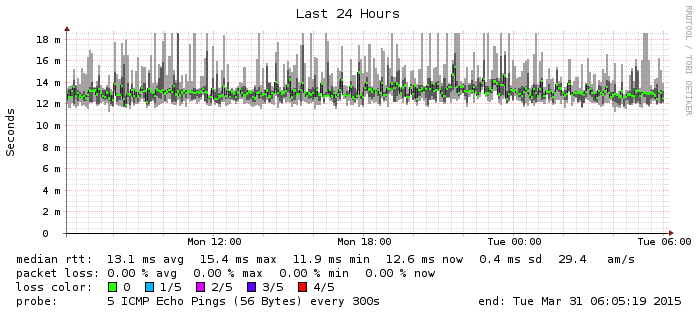 Last 24 Hours
RRDTOOL / TOBI OETIKER
Seconds
18 m
16 m
14 m
12 m
10 m
8 m
6 m
4 m
2 m
0
Mon 12:00 Mon 18:00 Tue 00:00 Tue 06:00
median rtt: 13.1 ms avg 15.4 ms max 11.9 ms min 12.6 ms now 0.4 ms sd 29.4 am/s
packet loss: 0.00 % avg 0.00 % max 0.00 % min 0.00 % now
loss color: 0 1/5 2/5 3/5 4/5
probe: 5 ICMP Echo Pings (56 Bytes) every 300s end: Tue Mar 31 06:05:19 2015